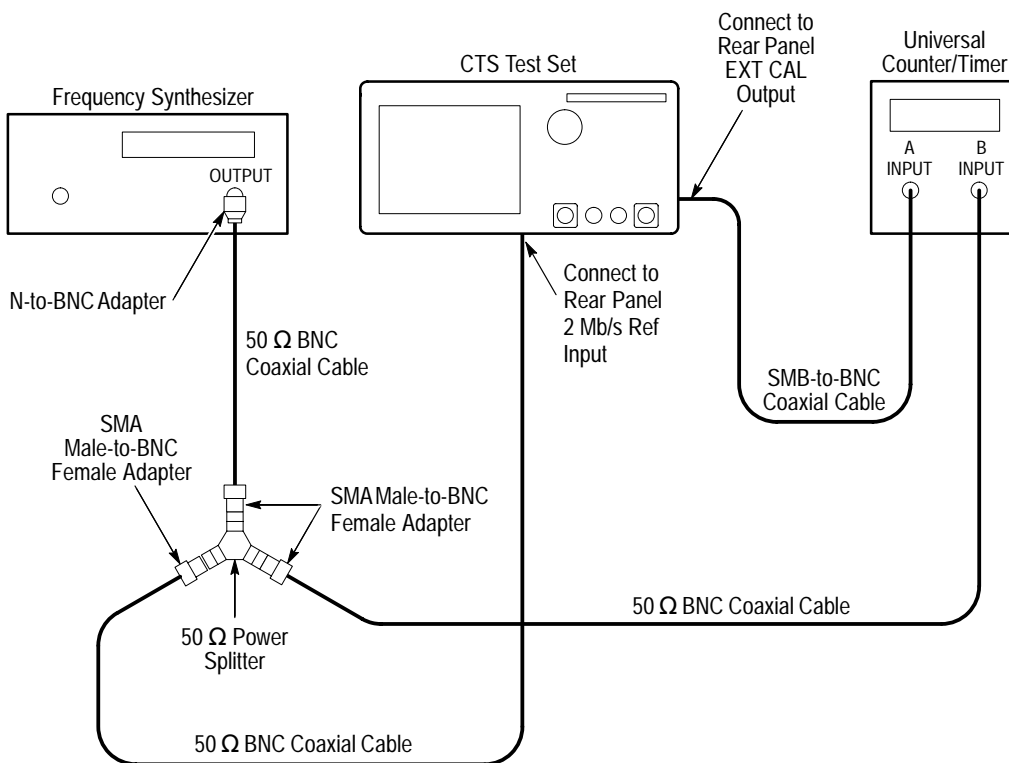 Connect to
Rear Panel
EXT CAL
Output
Universal
Counter/Timer
CTS Test Set
Frequency Synthesizer
A
INPUT
B
INPUT
OUTPUT
N-to-BNC Adapter
Connect to
Rear Panel
2 Mb/s Ref
Input
50 Ω BNC
Coaxial Cable
SMB-to-BNC
Coaxial Cable
SMA
Male-to-BNC
Female Adapter
SMA Male-to-BNC
Female Adapter
50 Ω BNC Coaxial Cable
50 Ω Power
Splitter
50 Ω BNC Coaxial Cable